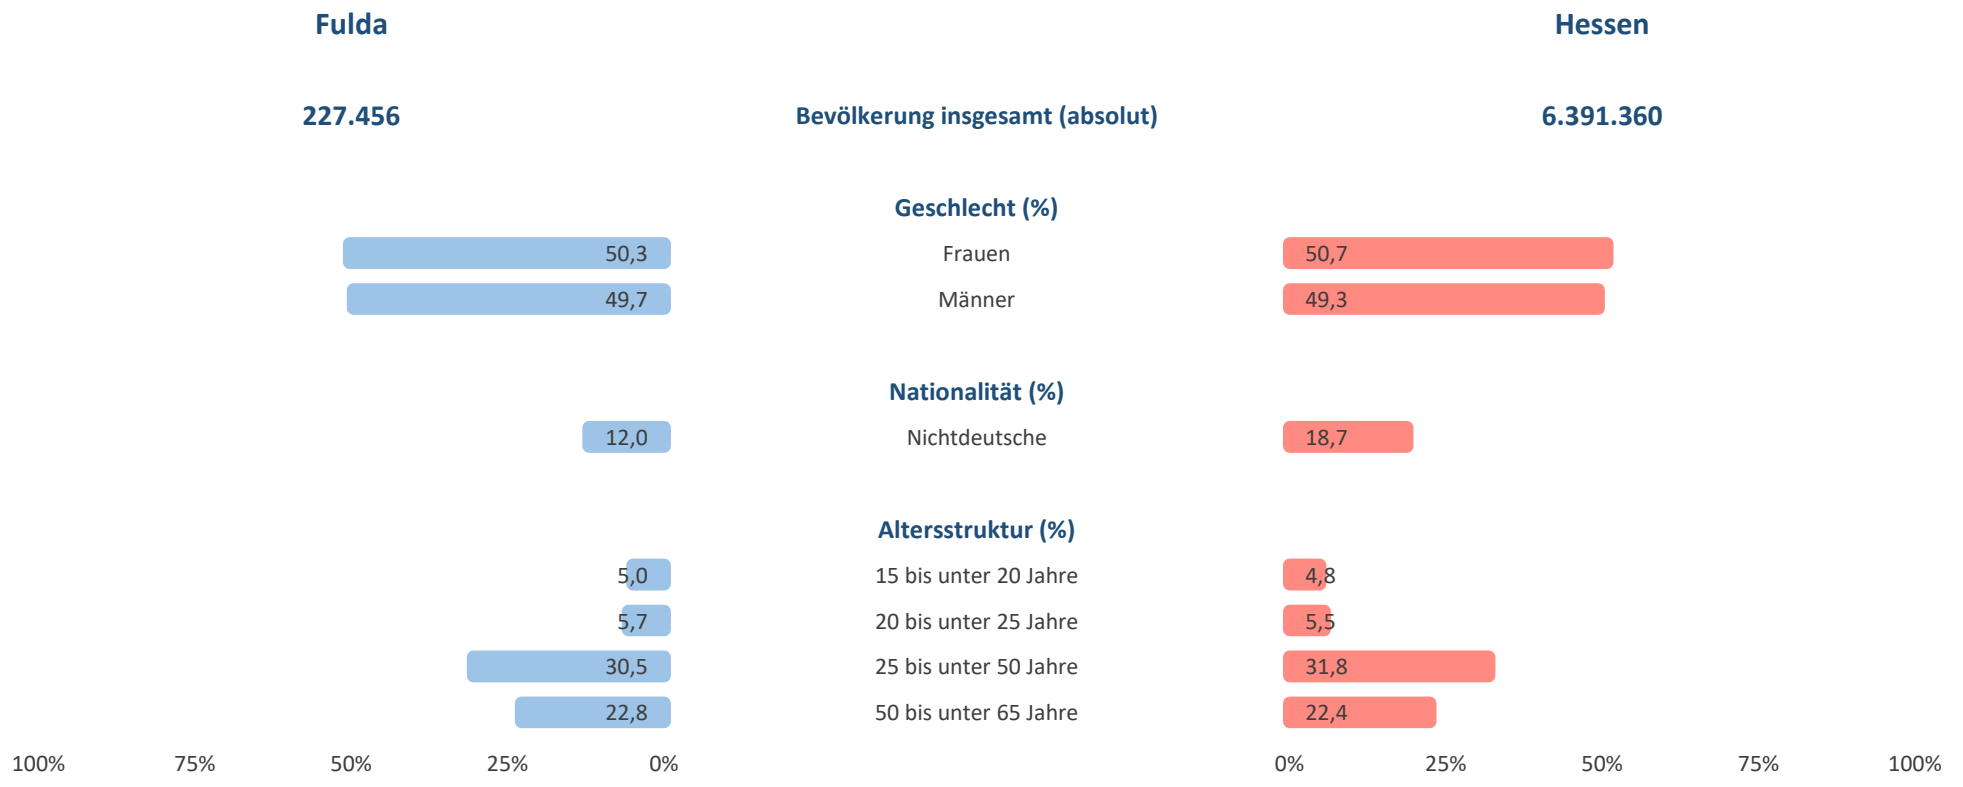 Fulda Hessen
227.456 Bevölkerung insgesamt (absolut) 6.391.360
Geschlecht (%)
50,3 Frauen 50,7
49,7 Männer 49,3
Nationalität (%)
12,0 Nichtdeutsche 18,7
Altersstruktur (%)
5,0 15 bis unter 20 Jahre 4,8
5,7 20 bis unter 25 Jahre 5,5
30,5 25 bis unter 50 Jahre 31,8
22,8 50 bis unter 65 Jahre 22,4
100% 75% 50% 25% 0% 0% 25% 50% 75% 100%